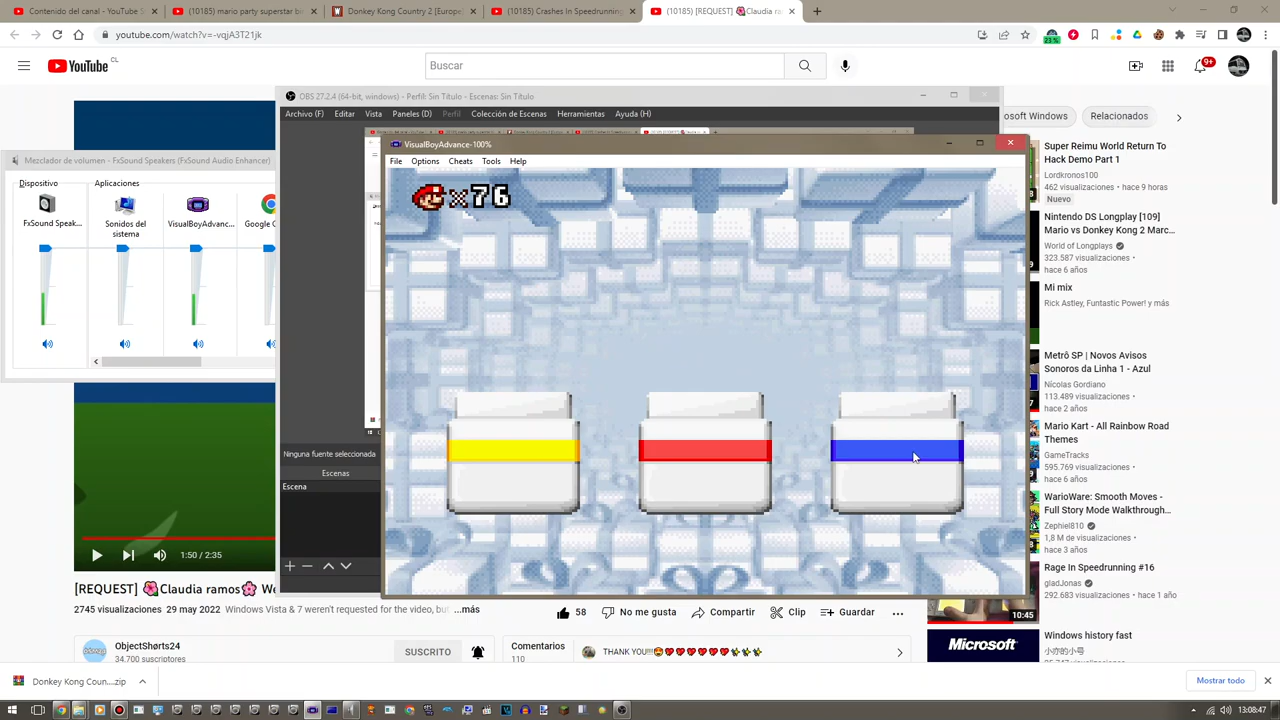 Contenido del canal - YouTube S
(10185) mario party superstar bi
Donkey Kong Country 2 [Europe]
(10185) Crashes In Speedrunning
(10185) [REQUEST] 🌺Claudia ra
youtube.com/watch?v=-vqjA3T21jk
23 %
YouTube CL
Buscar
9+
OBS 27.2.4 (64-bit, windows) - Perfil: Sin Título - Escenas: Sin Título
Archivo (F) Editar Vista Paneles (D) Perfil Colección de Escenas Herramientas Ayuda (H)
osoft Windows
Relacionados
VisualBoyAdvance-100%
File Options Cheats Tools Help
x76
Mezclador de volumen - FxSound Speakers (FxSound Audio Enhancer)
Dispositivo
Aplicaciones
FxSound Speak...
Sonidos del
sistema
VisualBoyAdvanc...
Google C
Super Reimu World Return To
Hack Demo Part 1
Lordkronos100
462 visualizaciones • hace 9 horas
Nuevo
Nintendo DS Longplay [109]
Mario vs Donkey Kong 2 Marc...
World of Longplays
323.587 visualizaciones •
hace 6 años
Mi mix
Rick Astley, Funtastic Power! y más
Metrô SP | Novos Avisos
Sonoros da Linha 1 - Azul
Nícolas Gordiano
113.489 visualizaciones •
hace 2 años
Mario Kart - All Rainbow Road
Themes
GameTracks
595.769 visualizaciones •
hace 6 años
WarioWare: Smooth Moves -
Full Story Mode Walkthrough...
Zephiel810
1,8 M de visualizaciones •
hace 3 años
Rage In Speedrunning #16
gladJonas
292.683 visualizaciones • hace 1 año
10:45
Microsoft
Windows history fast
Ninguna fuente seleccionada
Escenas
Escena
1:50 / 2:35
[REQUEST] 🌺Claudia ramos🌸 We
2745 visualizaciones 29 may 2022 Windows Vista & 7 weren't requested for the video, bu ...más
58 No me gusta Compartir Clip Guardar
ObjectShørts24
34.700 suscriptores
SUSCRITO
Comentarios
110
THANK YOU!!!
Donkey Kong Coun....zip
Mostrar todo
13:08:47